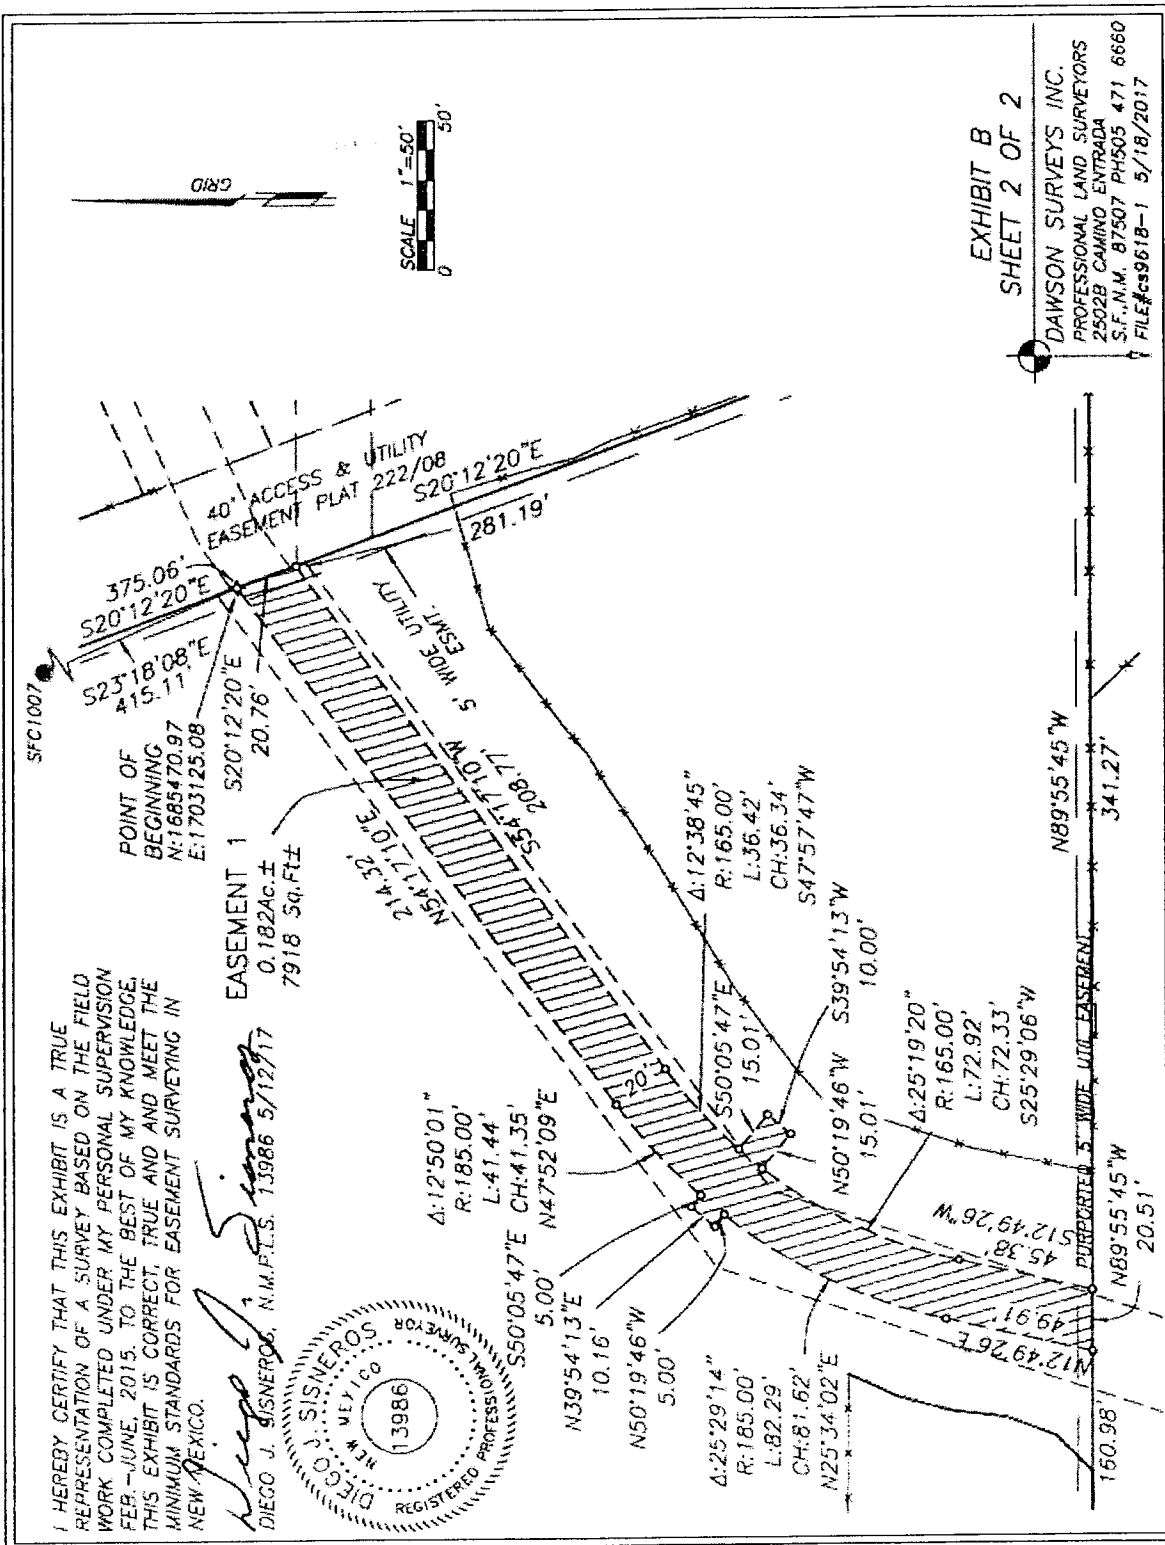 I HEREBY CERTIFY THAT THIS EXHIBIT IS A TRUE
REPRESENTATION OF A SURVEY BASED ON THE FIELD
WORK COMPLETED UNDER MY PERSONAL SUPERVISION
FEB.-JUNE, 2015. TO THE BEST OF MY KNOWLEDGE,
THIS EXHIBIT IS CORRECT, TRUE AND MEET THE
MINIMUM STANDARDS FOR EASEMENT SURVEYING IN
NEW MEXICO.
DIEGO J. SISNEROS, N.M.P.L.S. 13986 5/12/17
DIEGO J. SISNEROS
NEW MEXICO
13986
REGISTERED PROFESSIONAL SURVEYOR
SFC1007
S23°18'08"E
415.11'
375.06'
S20°12'20"E
POINT OF
BEGINNING
N:1685470.97
E:1703125.08
S20°12'20"E
20.76'
EASEMENT 1
0.182Ac.±
7918 Sq.Ft±
40' ACCESS & UTILITY
EASEMENT PLAT 222/08
S20°12'20"E
281.19'
5' WIDE UTILITY
ESMT.
214.32'
N54°17'10"E
S54°17'10"W
208.77'
20'
Δ:12°38'45"
R:165.00'
L:36.42'
CH:36.34'
S47°57'47"W
Δ:12°50'01"
R:185.00'
L:41.44'
CH:41.35'
N47°52'09"E
S50°05'47"E
5.00'
N39°54'13"E
10.16'
N50°19'46"W
5.00'
Δ:25°29'14"
R:185.00'
L:82.29'
CH:81.62'
N25°34'02"E
S50°05'47"E
15.01'
S39°54'13"W
10.00'
N50°19'46"W
15.01'
Δ:25°19'20"
R:165.00'
L:72.92'
CH:72.33'
S25°29'06"W
S12°49'26"W
45.38'
49.91'
N12°49'26"E
PURPORTED 5' WIDE UTIL EASEMENT
N89°55'45"W
20.51'
N89°55'45"W
341.27'
160.98'
GRID
SCALE 1"=50'
0 50'
EXHIBIT B
SHEET 2 OF 2
DAWSON SURVEYS INC.
PROFESSIONAL LAND SURVEYORS
2502B CAMINO ENTRADA
S.F.,N.M. 87507 PH505 471 6660
FILE#cs9618-1 5/18/2017